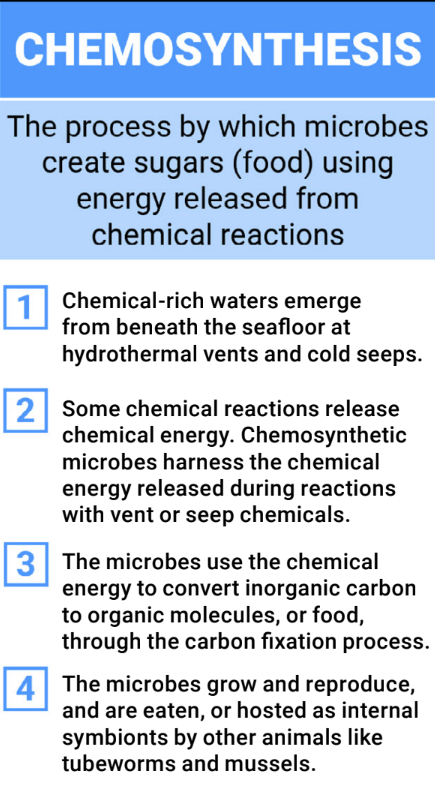 CHEMOSYNTHESIS
The process by which microbes
create sugars (food) using
energy released from
chemical reactions
1
Chemical-rich waters emerge
from beneath the seafloor at
hydrothermal vents and cold seeps.
2
Some chemical reactions release
chemical energy. Chemosynthetic
microbes harness the chemical
energy released during reactions
with vent or seep chemicals.
3
The microbes use the chemical
energy to convert inorganic carbon
to organic molecules, or food,
through the carbon fixation process.
4
The microbes grow and reproduce,
and are eaten, or hosted as internal
symbionts by other animals like
tubeworms and mussels.